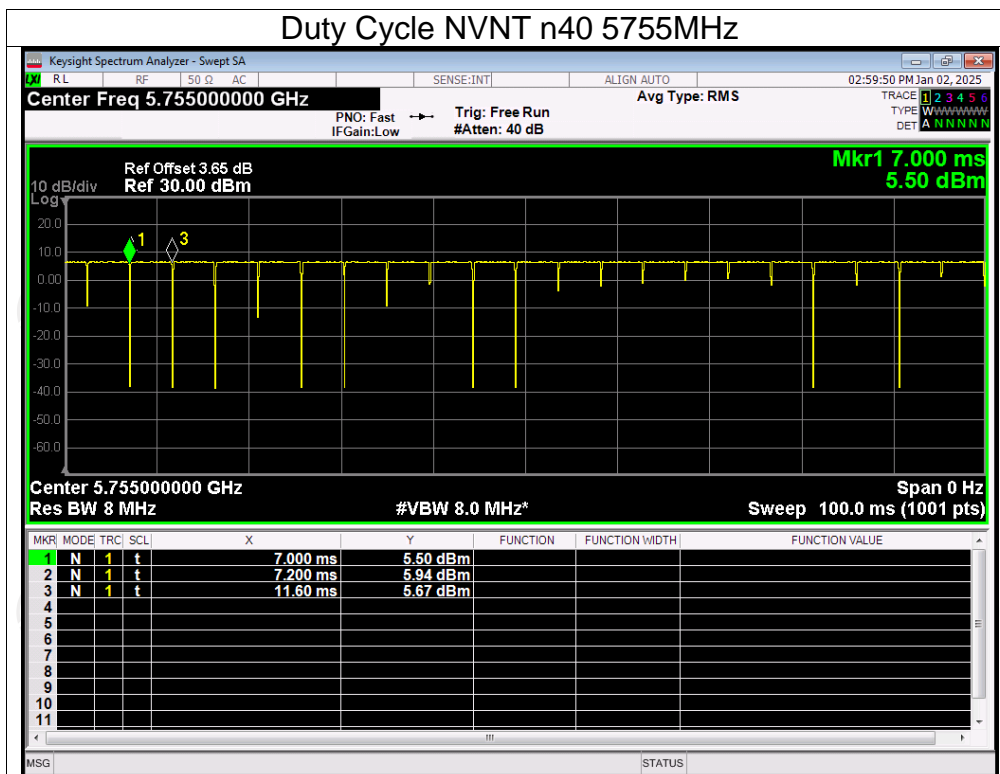 Duty Cycle NVNT n40 5755MHz
Keysight Spectrum Analyzer - Swept SA
LXI RL RF 50 Ω AC SENSE:INT ALIGN AUTO 02:59:50 PM Jan 02, 2025
Center Freq 5.755000000 GHz Avg Type: RMS TRACE 1 2 3 4 5 6
PNO: Fast Trig: Free Run TYPE WWWWWW
IFGain:Low #Atten: 40 dB DET A N N N N N
Mkr1 7.000 ms
5.50 dBm
Ref Offset 3.65 dB
10 dB/div Ref 30.00 dBm
Log
20.0
1 3
10.0
0.00
-10.0
-20.0
-30.0
-40.0
-50.0
-60.0
Center 5.755000000 GHz Span 0 Hz
Res BW 8 MHz #VBW 8.0 MHz* Sweep 100.0 ms (1001 pts)
MKR MODE TRC SCL X Y FUNCTION FUNCTION WIDTH FUNCTION VALUE
1 N 1 t 7.000 ms 5.50 dBm
2 N 1 t 7.200 ms 5.94 dBm
3 N 1 t 11.60 ms 5.67 dBm
4
5
6
7
8
9
10
11
MSG STATUS